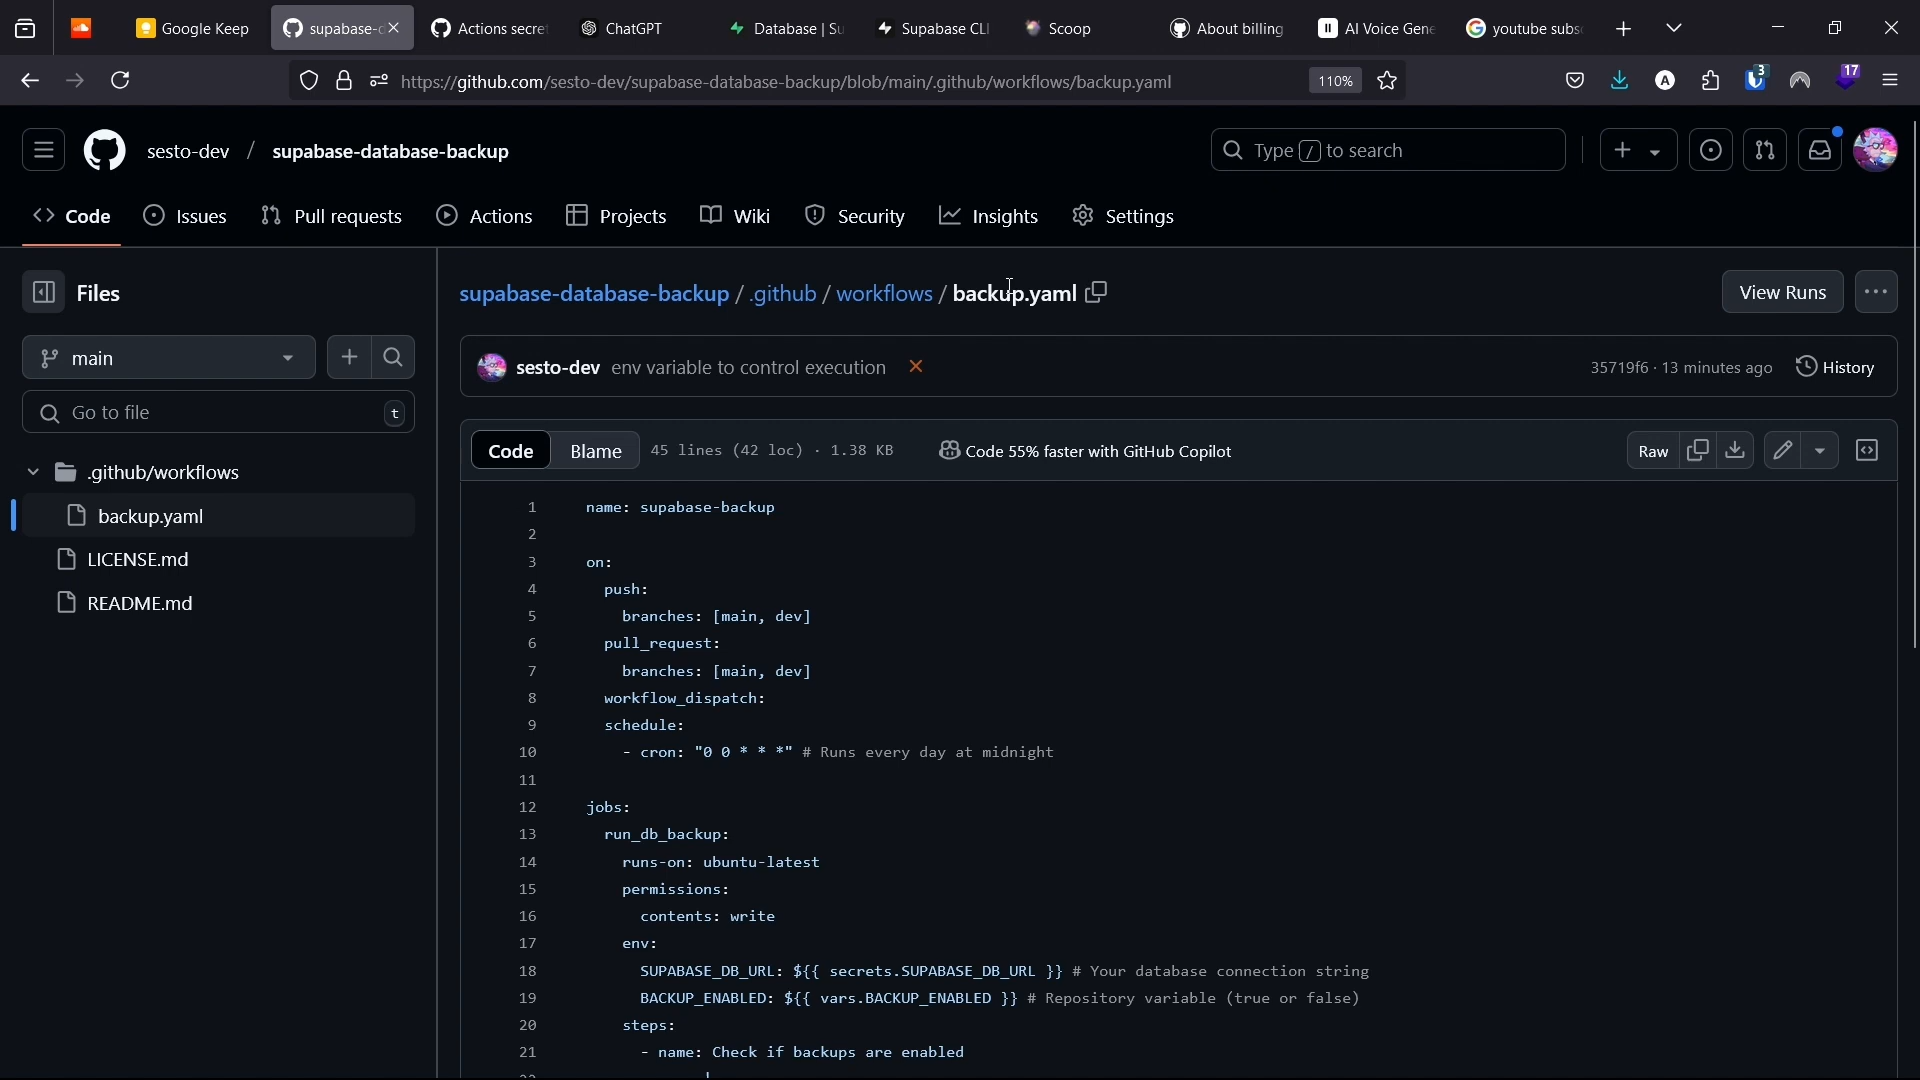 Google Keep
supabase-d
Actions secret
ChatGPT
Database | Su
Supabase CLI
Scoop
About billing
AI Voice Gene
youtube subs
https://github.com/sesto-dev/supabase-database-backup/blob/main/.github/workflows/backup.yaml
110%
3
17
sesto-dev / supabase-database-backup
Type / to search
Code
Issues
Pull requests
Actions
Projects
Wiki
Security
Insights
Settings
Files
supabase-database-backup / .github / workflows / backup.yaml
View Runs
main
sesto-dev env variable to control execution
35719f6 · 13 minutes ago
History
Go to file
t
Code
Blame
45 lines (42 loc) · 1.38 KB
Code 55% faster with GitHub Copilot
Raw
.github/workflows
backup.yaml
LICENSE.md
README.md
1 name: supabase-backup
2
3 on:
4 push:
5 branches: [main, dev]
6 pull_request:
7 branches: [main, dev]
8 workflow_dispatch:
9 schedule:
10 - cron: "0 0 * * *" # Runs every day at midnight
11
12 jobs:
13 run_db_backup:
14 runs-on: ubuntu-latest
15 permissions:
16 contents: write
17 env:
18 SUPABASE_DB_URL: ${{ secrets.SUPABASE_DB_URL }} # Your database connection string
19 BACKUP_ENABLED: ${{ vars.BACKUP_ENABLED }} # Repository variable (true or false)
20 steps:
21 - name: Check if backups are enabled